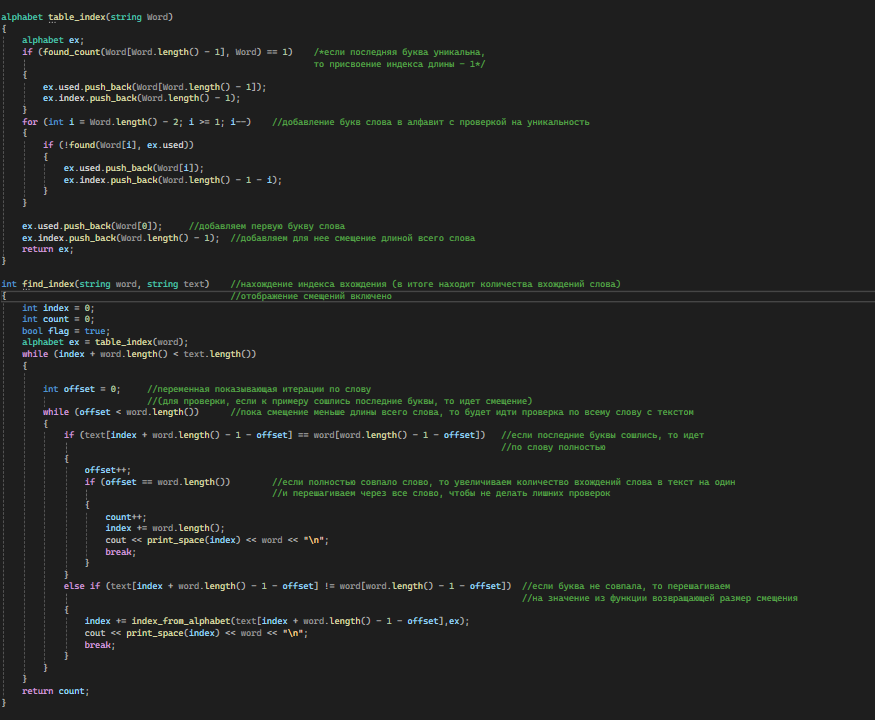 alphabet table_index(string Word)
{
    alphabet ex;
    if (found_count(Word[Word.length() - 1], Word) == 1)    /*если последняя буква уникальна,
                                                            то присвоение индекса длины - 1*/
    {
        ex.used.push_back(Word[Word.length() - 1]);
        ex.index.push_back(Word.length() - 1);
    }
    for (int i = Word.length() - 2; i >= 1; i--)    //добавление букв слова в алфавит с проверкой на уникальность
    {
        if (!found(Word[i], ex.used))
        {
            ex.used.push_back(Word[i]);
            ex.index.push_back(Word.length() - 1 - i);
        }
    }

    ex.used.push_back(Word[0]);     //добавляем первую букву слова
    ex.index.push_back(Word.length() - 1);  //добавляем для нее смещение длиной всего слова
    return ex;
}

int find_index(string word, string text)    //нахождение индекса вхождения (в итоге находит количества вхождений слова)
{                                           //отображение смещений включено
    int index = 0;
    int count = 0;
    bool flag = true;
    alphabet ex = table_index(word);
    while (index + word.length() < text.length())
    {

        int offset = 0;     //переменная показывающая итерации по слову
                            //(для проверки, если к примеру сошлись последние буквы, то идет смещение)
        while (offset < word.length())      //пока смещение меньше длины всего слова, то будет идти проверка по всему слову с текстом
        {
            if (text[index + word.length() - 1 - offset] == word[word.length() - 1 - offset])   //если последние буквы сошлись, то идет
                                                                                                //по слову полностью
            {
                offset++;
                if (offset == word.length())        //если полностью совпало слово, то увеличиваем количество вхождений слова в текст на один
                                                    //и перешагиваем через все слово, чтобы не делать лишних проверок
                {
                    count++;
                    index += word.length();
                    cout << print_space(index) << word << "\n";
                    break;
                }
            }
            else if (text[index + word.length() - 1 - offset] != word[word.length() - 1 - offset])  //если буква не совпала, то перешагиваем
                                                                                                    //на значение из функции возвращающей размер смещения
            {
                index += index_from_alphabet(text[index + word.length() - 1 - offset],ex);
                cout << print_space(index) << word << "\n";
                break;
            }
        }
    }
    return count;
}